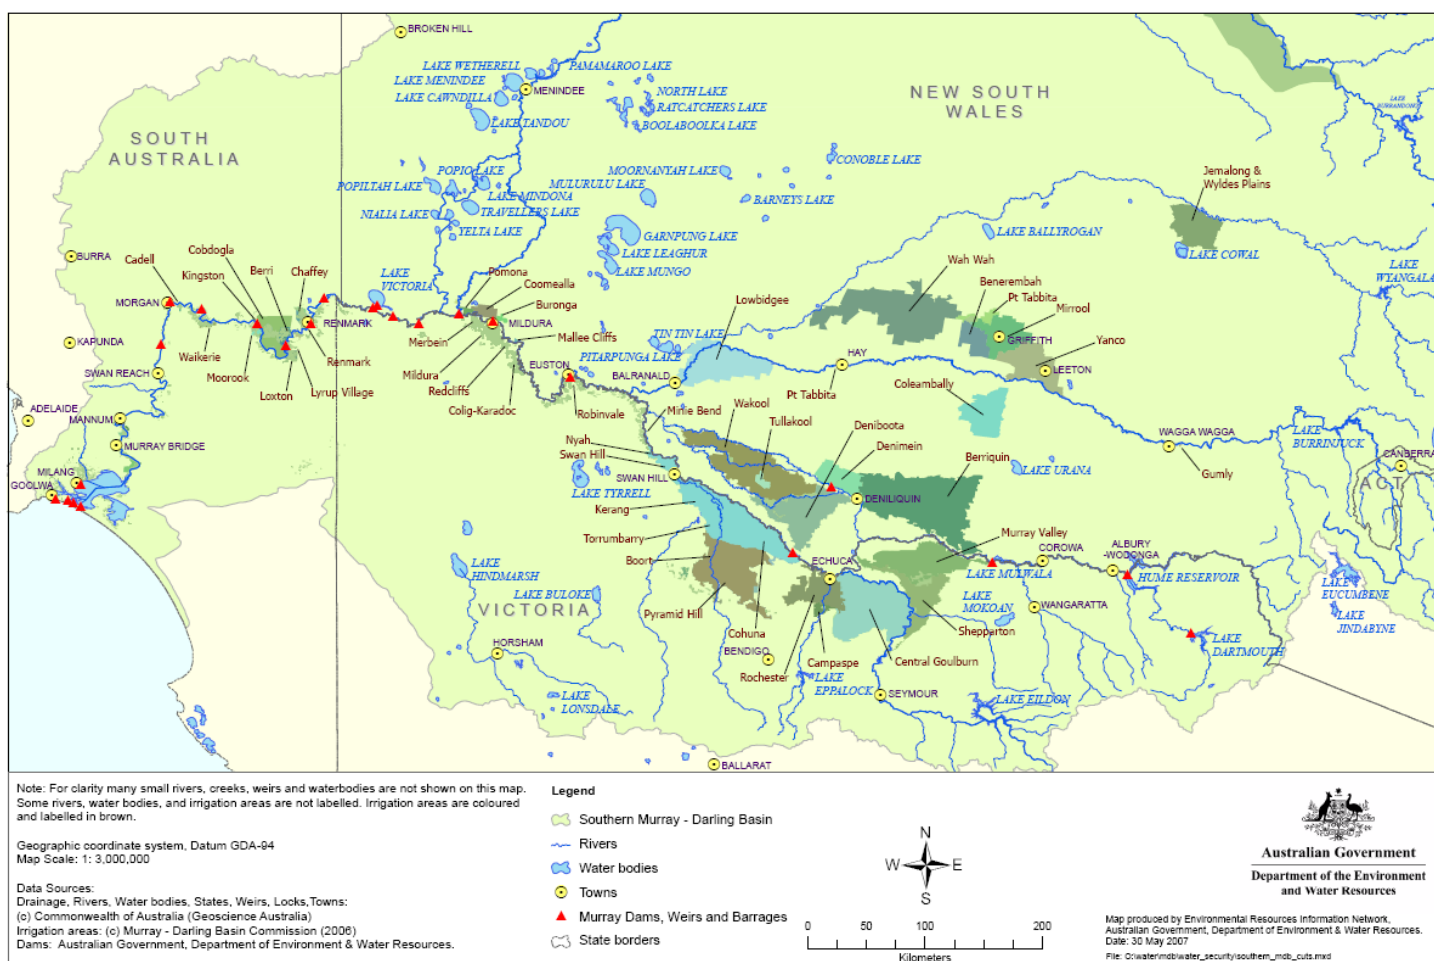 BROKEN HILL
LAKE WETHERELL
PAMAMAROO LAKE
LAKE MENINDEE
MENINDEE
LAKE CAWNDILLA
NORTH LAKE
RATCATCHERS LAKE
LAKE TANDOU
BOOLABOOLKA LAKE
NEW SOUTH
WALES
SOUTH
AUSTRALIA
CONOBLE LAKE
POPIO LAKE
MOORNANYAH LAKE
POPILTAH LAKE
MULURULU LAKE
LAKE MINDONA
BARNEYS LAKE
NIALIA LAKE
TRAVELLERS LAKE
YELTA LAKE
GARNPUNG LAKE
LAKE LEAGHUR
LAKE MUNGO
LAKE BALLYROGAN
Jemalong &
Wyldes Plains
LAKE COWAL
LAKE
WYANGALA
BURRA
Cobdogla
Cadell
Kingston
Berri
Chaffey
LAKE
VICTORIA
Pomona
Coomealla
Buronga
Wah Wah
Benerembah
Pt Tabbita
Mirrool
Lowbidgee
MORGAN
RENMARK
MILDURA
KAPUNDA
Waikerie
Moorook
Loxton
Lyrup Village
Renmark
Merbein
Mallee Cliffs
TIN TIN LAKE
GRIFFITH
Yanco
SWAN REACH
Mildura
Redcliffs
EUSTON
PITARPUNGA LAKE
BALRANALD
HAY
LEETON
Colig-Karadoc
Pt Tabbita
Coleambally
ADELAIDE
MANNUM
Robinvale
Mirlie Bend
Wakool
Tullakool
Deniboota
Denimein
MURRAY BRIDGE
Nyah
Swan Hill
WAGGA WAGGA
LAKE
BURRINJUCK
Berriquin
LAKE URANA
Gumly
CANBERRA
MILANG
GOOLWA
SWAN HILL
LAKE TYRRELL
Kerang
DENILIQUIN
ACT
Torrumbarry
Murray Valley
Boort
ECHUCA
COROWA
ALBURY
-WODONGA
LAKE
HINDMARSH
LAKE MULWALA
HUME RESERVOIR
LAKE
EUCUMBENE
LAKE BULOKE
VICTORIA
Pyramid Hill
LAKE
MOKOAN
WANGARATTA
LAKE
JINDABYNE
Cohuna
Shepparton
HORSHAM
BENDIGO
Campaspe
Central Goulburn
LAKE
DARTMOUTH
Rochester
LAKE
EPPALOCK
SEYMOUR
LAKE EILDON
LAKE
LONSDALE
BALLARAT
Note: For clarity many small rivers, creeks, weirs and waterbodies are not shown on this map.
Some rivers, water bodies, and irrigation areas are not labelled. Irrigation areas are coloured
and labelled in brown.
Geographic coordinate system, Datum GDA-94
Map Scale: 1: 3,000,000
Data Sources:
Drainage, Rivers, Water bodies, States, Weirs, Locks,Towns:
(c) Commonwealth of Australia (Geoscience Australia)
Irrigation areas: (c) Murray - Darling Basin Commission (2006)
Dams: Australian Government, Department of Environment & Water Resources.
Legend
Southern Murray - Darling Basin
Rivers
Water bodies
Towns
Murray Dams, Weirs and Barrages
State borders
N
W E
S
0 50 100 200
Kilometers
Australian Government
Department of the Environment
and Water Resources
Map produced by Environmental Resources Information Network,
Australian Government, Department of Environment & Water Resources.
Date: 30 May 2007
File: O:\water\mdb\water_security\southern_mdb_cuts.mxd